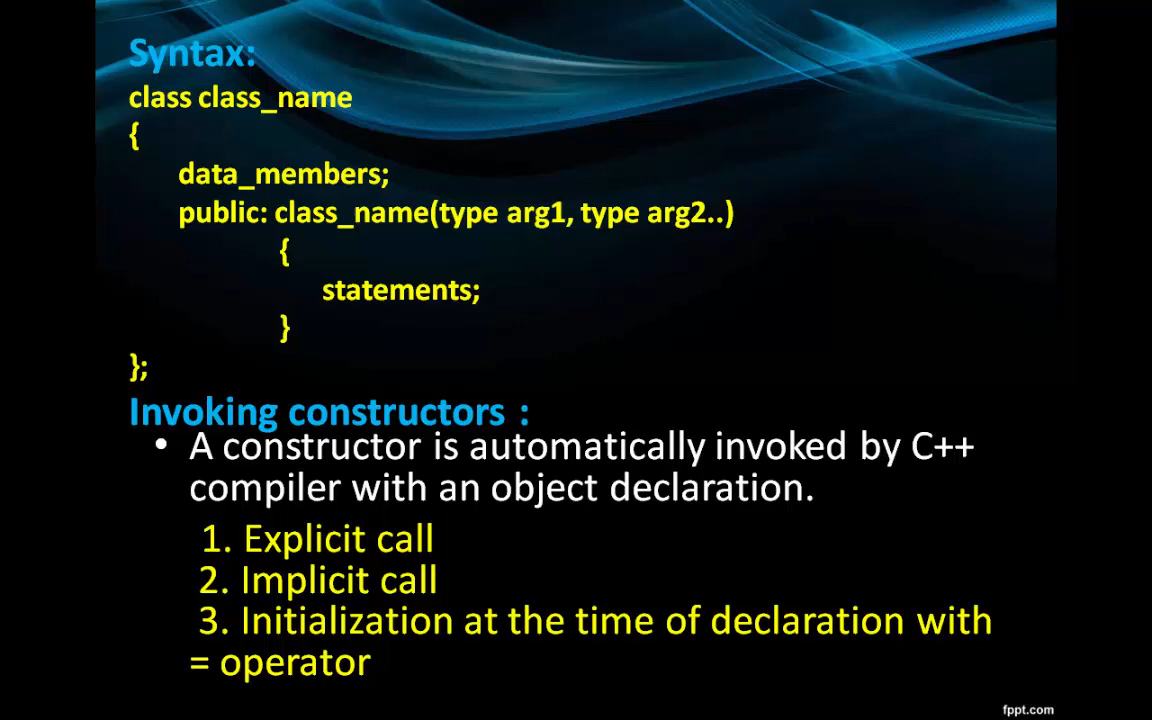 Syntax:
class class_name
{
data_members;
public: class_name(type arg1, type arg2..)
{
statements;
}
};
Invoking constructors :
• A constructor is automatically invoked by C++
compiler with an object declaration.
1. Explicit call
2. Implicit call
3. Initialization at the time of declaration with
= operator
fppt.com